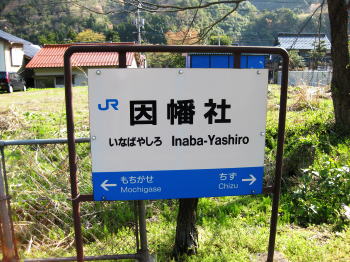 JR
因幡社
いなばやしろ Inaba-Yashiro
もちがせ ちず
Mochigase Chizu